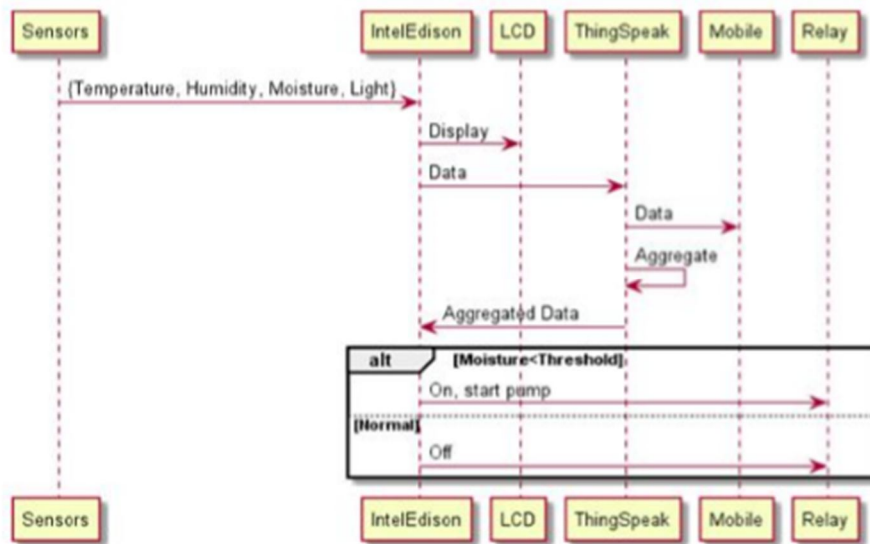 Sensors IntelEdison LCD ThingSpeak Mobile Relay
{Temperature, Humidity, Moisture, Light}
Display
Data
Data
Aggregate
Aggregated Data
alt [Moisture<Threshold]
On, start pump
[Normal]
Off
Sensors IntelEdison LCD ThingSpeak Mobile Relay